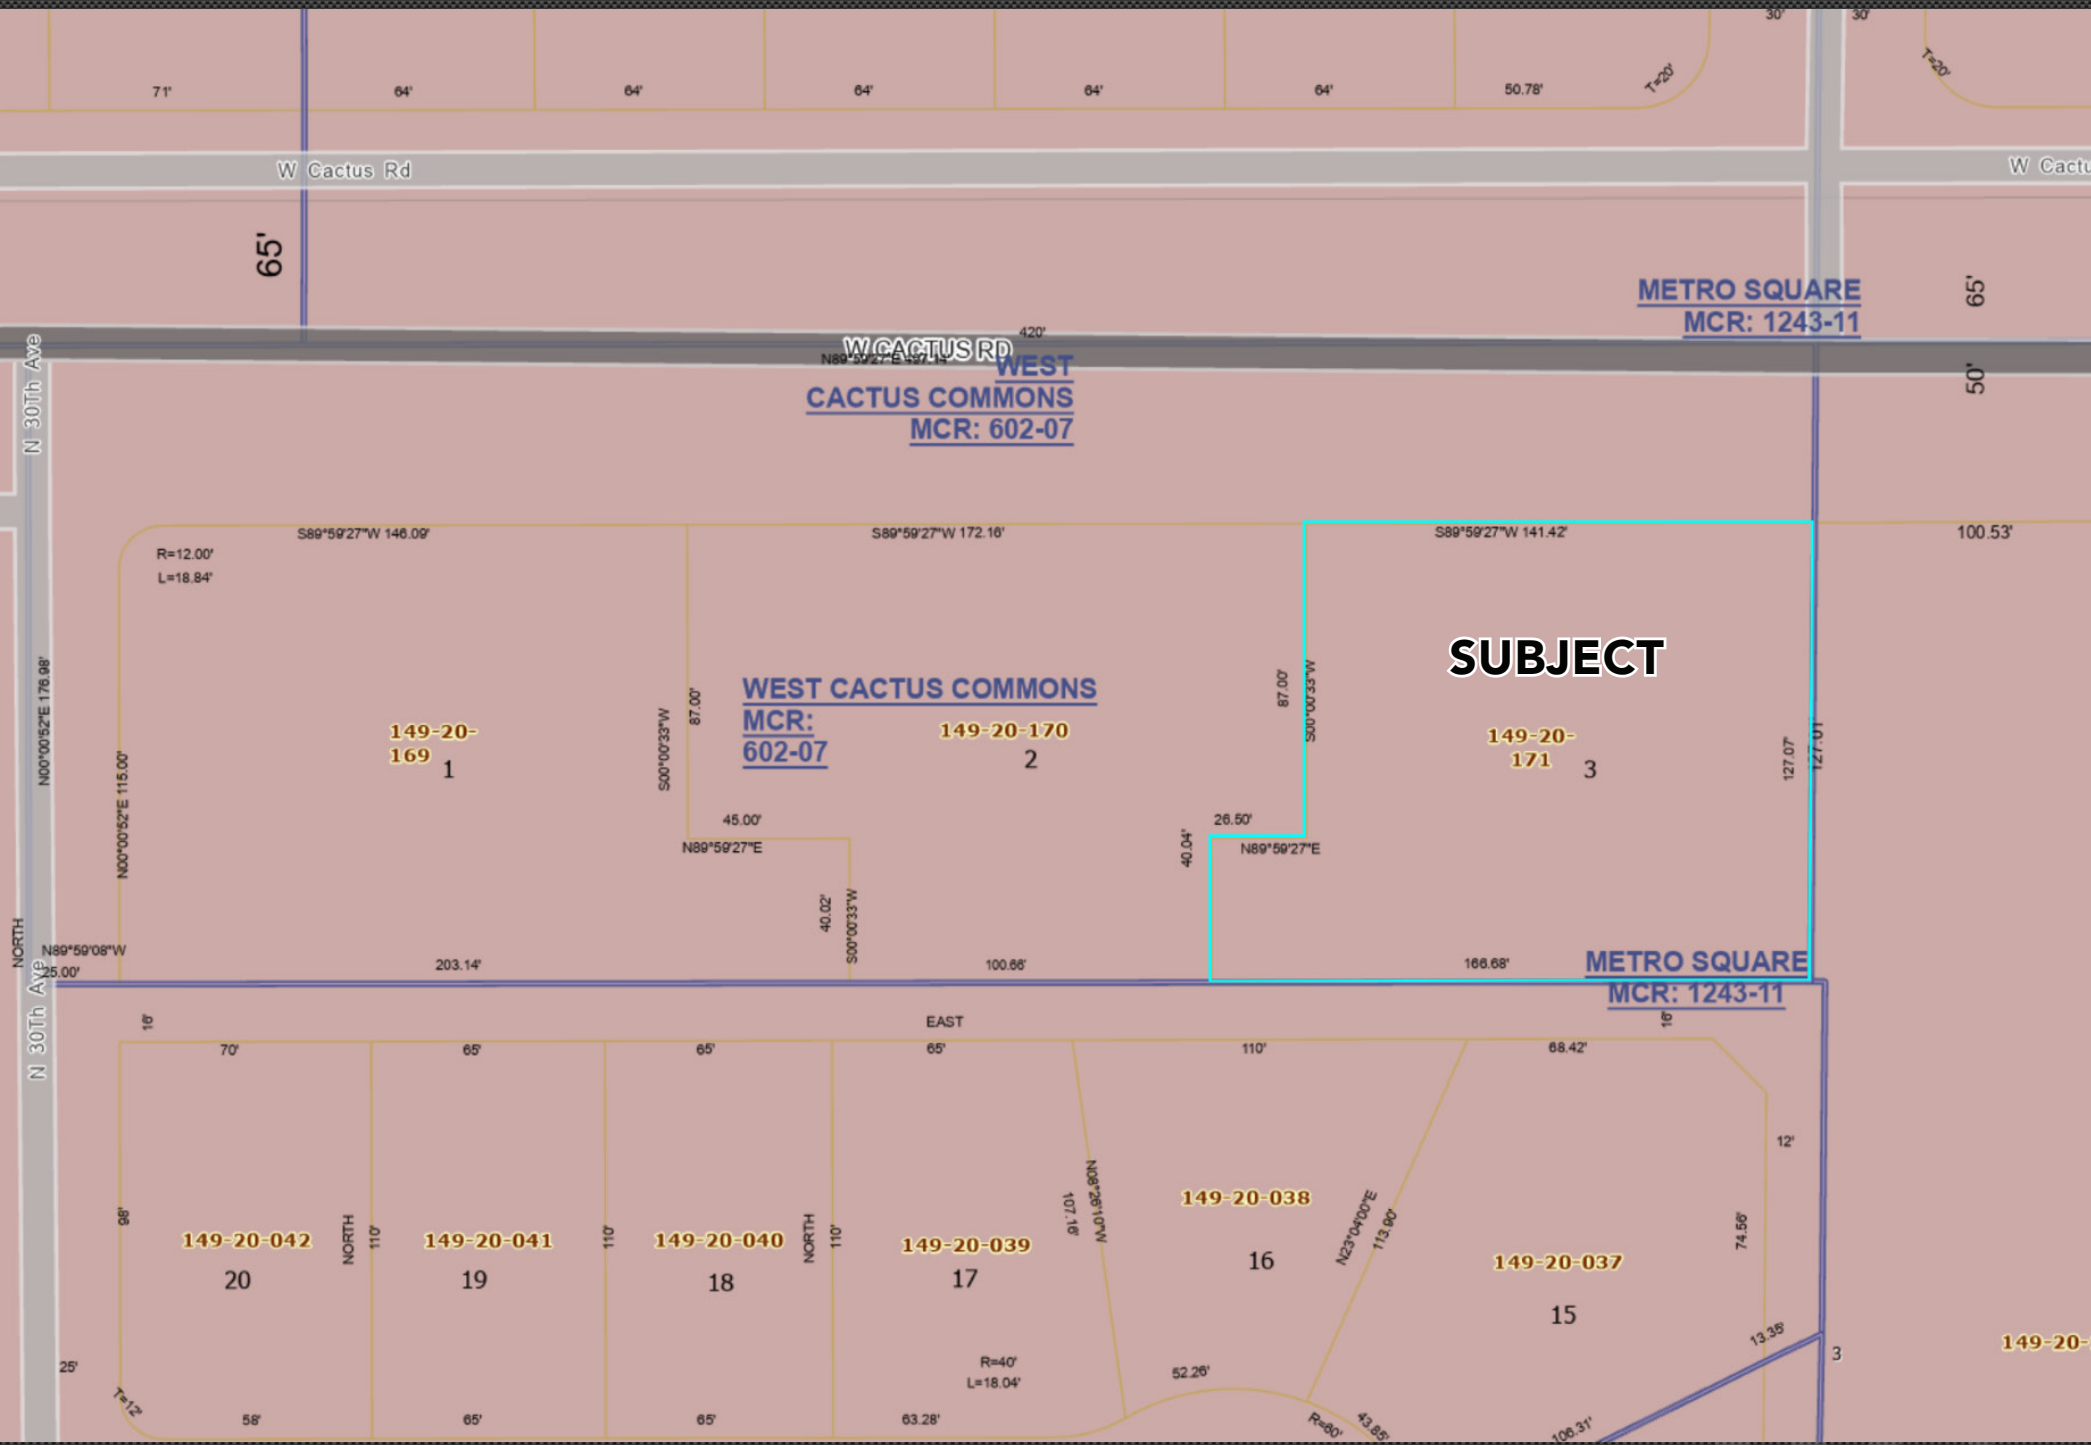 30'
30'
71'
64'
64'
64'
64'
64'
50.78'
T=20'
T=20'
W Cactus Rd
W Cactu
65'
METRO SQUARE
MCR: 1243-11
65'
420'
W CACTUS RD
N89°59'27"E 497.14'
WEST
CACTUS COMMONS
MCR: 602-07
50'
N 30Th Ave
S89°59'27"W 146.09'
S89°59'27"W 172.16'
S89°59'27"W 141.42'
100.53'
R=12.00'
L=18.84'
SUBJECT
N00°00'52"E 176.98'
N00°00'52"E 115.00'
149-20-
169
1
S00°00'33"W
87.00'
WEST CACTUS COMMONS
MCR:
602-07
149-20-170
2
87.00'
S00°00'33"W
149-20-
171
3
127.07'
127.01'
45.00'
N89°59'27"E
26.50'
N89°59'27"E
40.04'
40.02'
S00°00'33"W
NORTH
N89°59'08"W
25.00'
203.14'
100.66'
166.68'
METRO SQUARE
MCR: 1243-11
N 30Th Ave
16'
EAST
16'
70'
65'
65'
65'
110'
68.42'
12'
98'
149-20-042
20
NORTH
110'
149-20-041
19
110'
149-20-040
18
NORTH
110'
149-20-039
17
107.16'
N08°26'10"W
149-20-038
16
N23°04'00"E
113.90'
149-20-037
15
74.56'
13.35'
3
149-20-
25'
T=12'
58'
65'
65'
63.28'
R=40'
L=18.04'
52.26'
R=60'
43.85'
106.31'